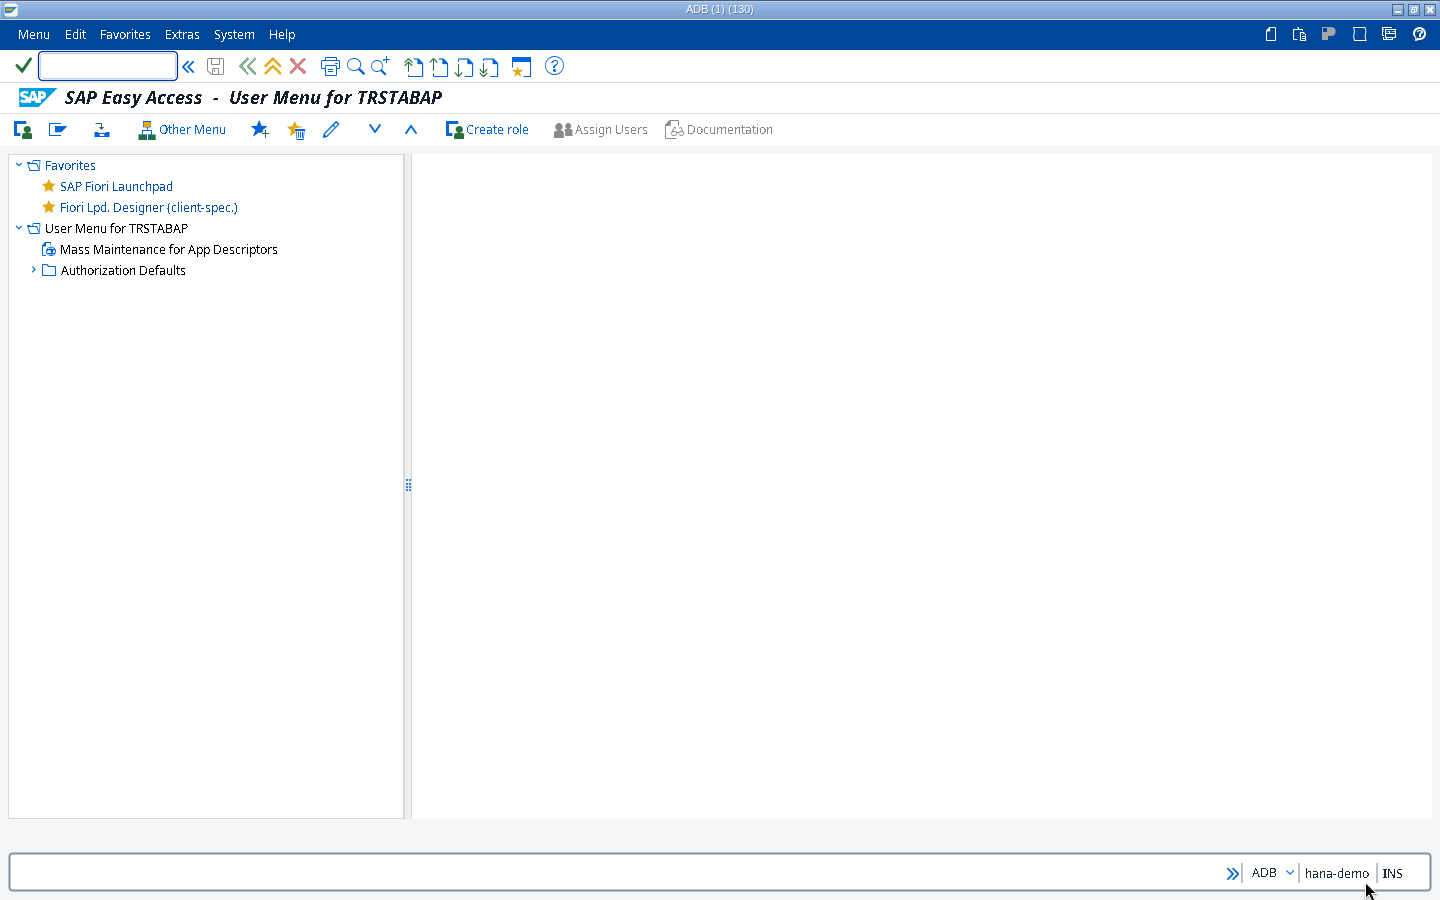 ADB (1) (130)
Menu Edit Favorites Extras System Help
SAP SAP Easy Access - User Menu for TRSTABAP
Other Menu Create role Assign Users Documentation
Favorites
SAP Fiori Launchpad
Fiori Lpd. Designer (client-spec.)
User Menu for TRSTABAP
Mass Maintenance for App Descriptors
Authorization Defaults
ADB hana-demo INS